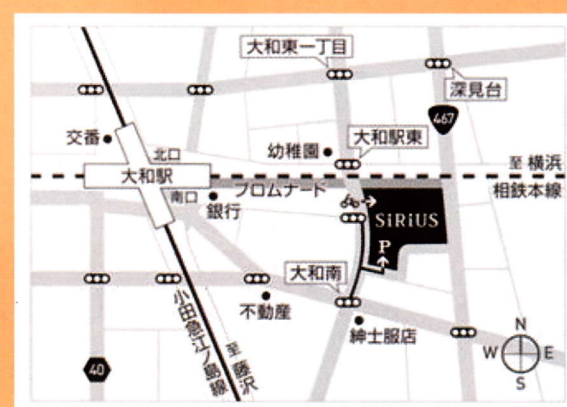 大和東一丁目
深見台
467
交番
北口
幼稚園
大和駅東
至 横浜
大和駅
プロムナード
相鉄本線
南口
銀行
SiRiUS
P
大和南
不動産
小田急江ノ島線
至 藤沢
紳士服店
40
N
W E
S